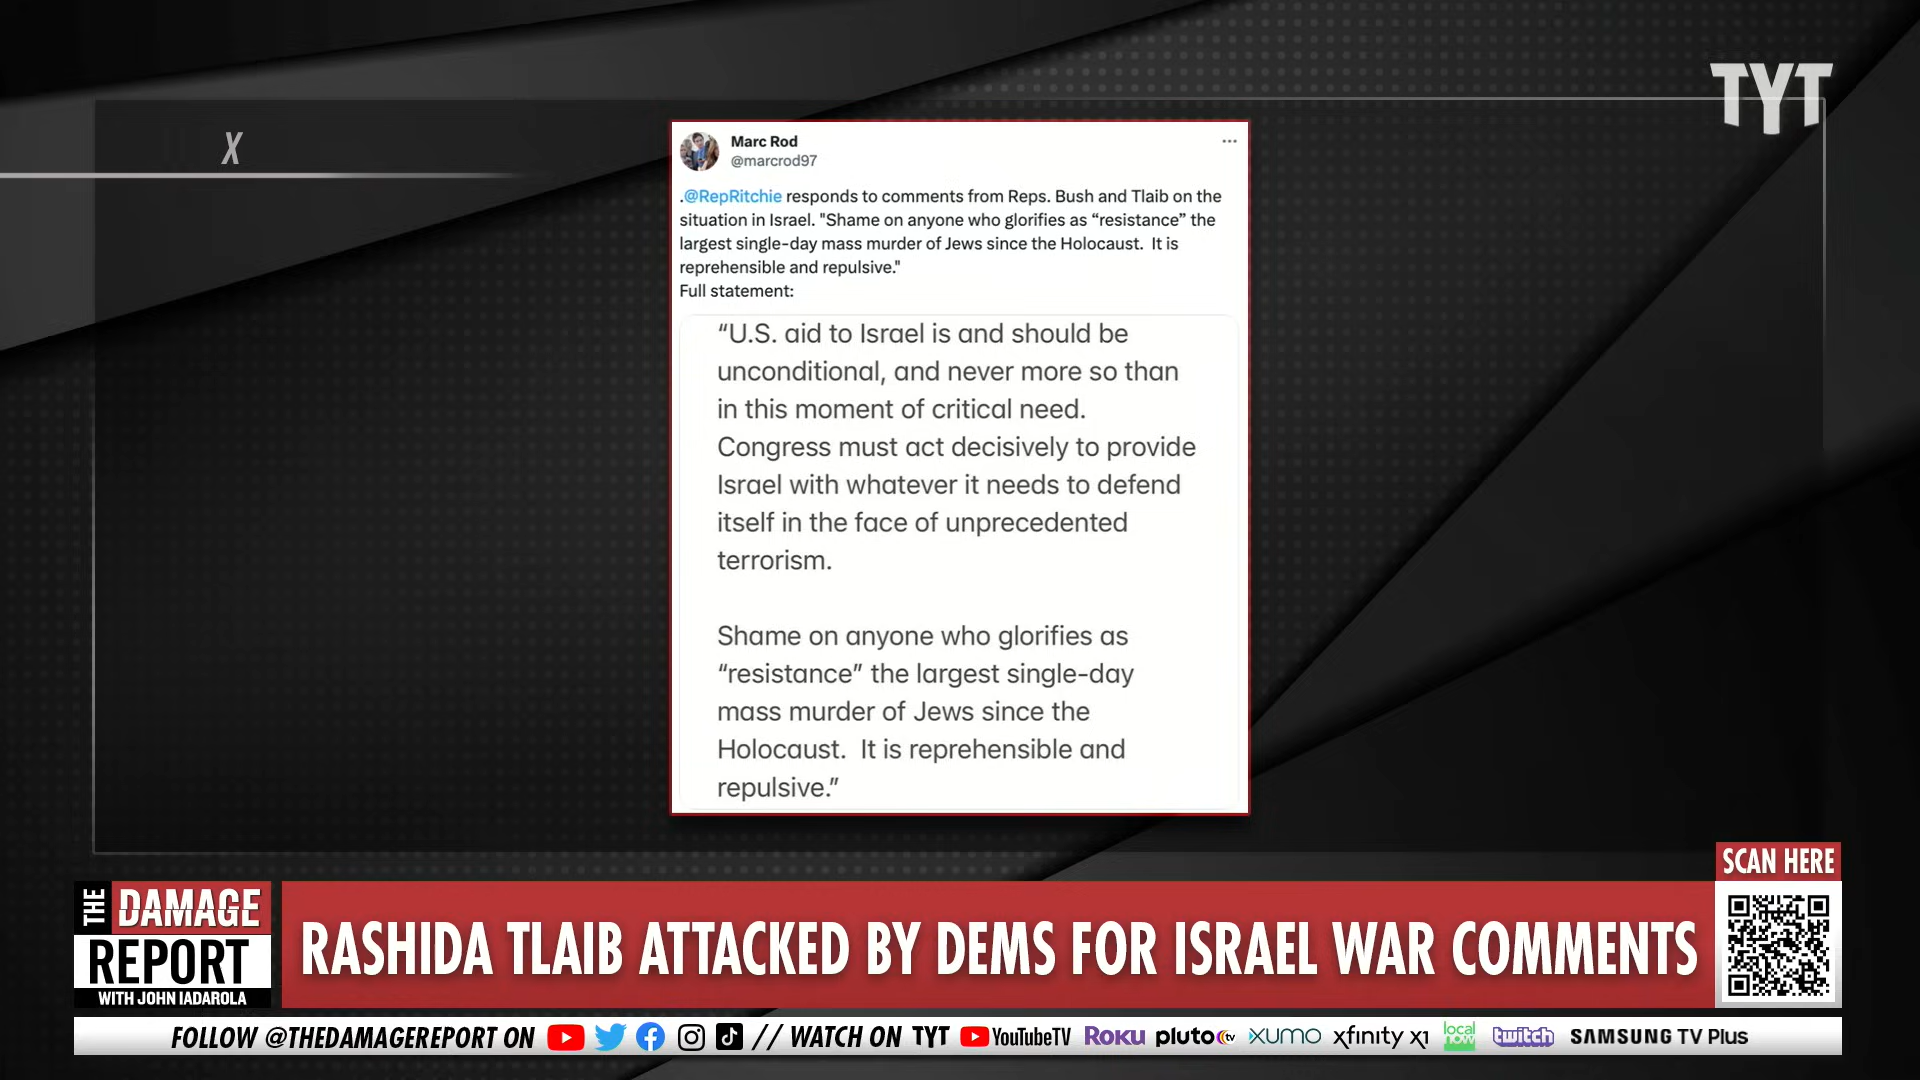 X
TYT
Marc Rod
@marcrod97
.@RepRitchie responds to comments from Reps. Bush and Tlaib on the
situation in Israel. "Shame on anyone who glorifies as “resistance” the
largest single-day mass murder of Jews since the Holocaust.  It is
reprehensible and repulsive."
Full statement:
“U.S. aid to Israel is and should be
unconditional, and never more so than
in this moment of critical need.
Congress must act decisively to provide
Israel with whatever it needs to defend
itself in the face of unprecedented
terrorism.
Shame on anyone who glorifies as
“resistance” the largest single-day
mass murder of Jews since the
Holocaust.  It is reprehensible and
repulsive.”
SCAN HERE
THE DAMAGE
REPORT
WITH JOHN IADAROLA
RASHIDA TLAIB ATTACKED BY DEMS FOR ISRAEL WAR COMMENTS
FOLLOW @THEDAMAGEREPORT ON // WATCH ON TYT YouTubeTV ROKU pluto tv XUMO xfinity X1 local now twitch SAMSUNG TV Plus